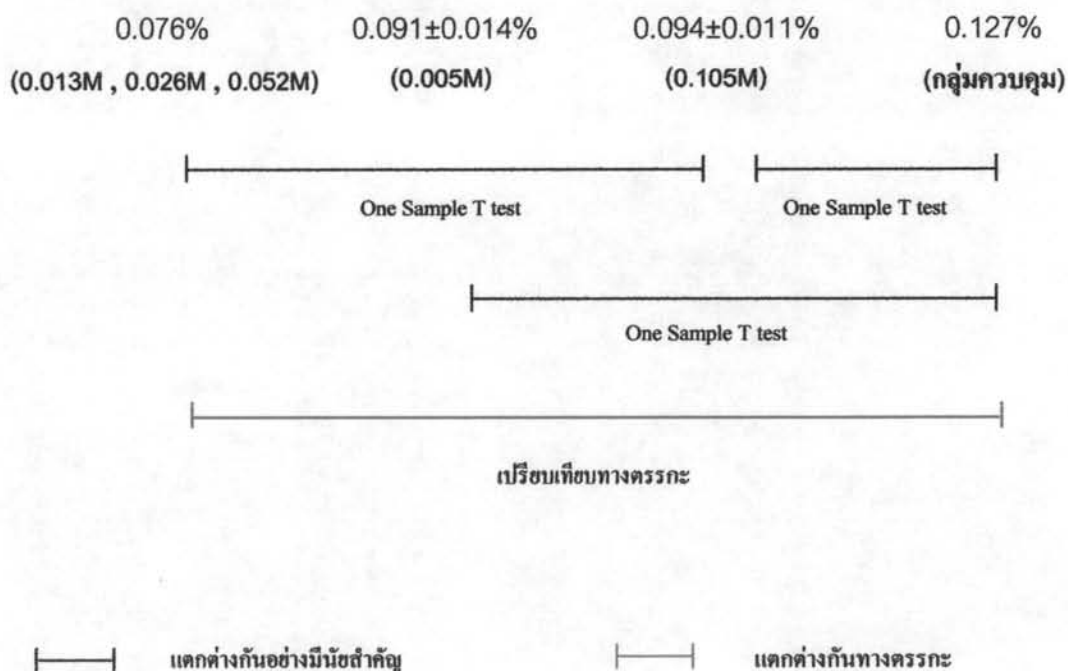 0.076% 0.091±0.014% 0.094±0.011% 0.127%
(0.013M , 0.026M , 0.052M) (0.005M) (0.105M) (กลุ่มควบคุม)
One Sample T test One Sample T test
One Sample T test
เปรียบเทียบทางตรรกะ
แตกต่างกันอย่างมีนัยสำคัญ แตกต่างกันทางตรรกะ